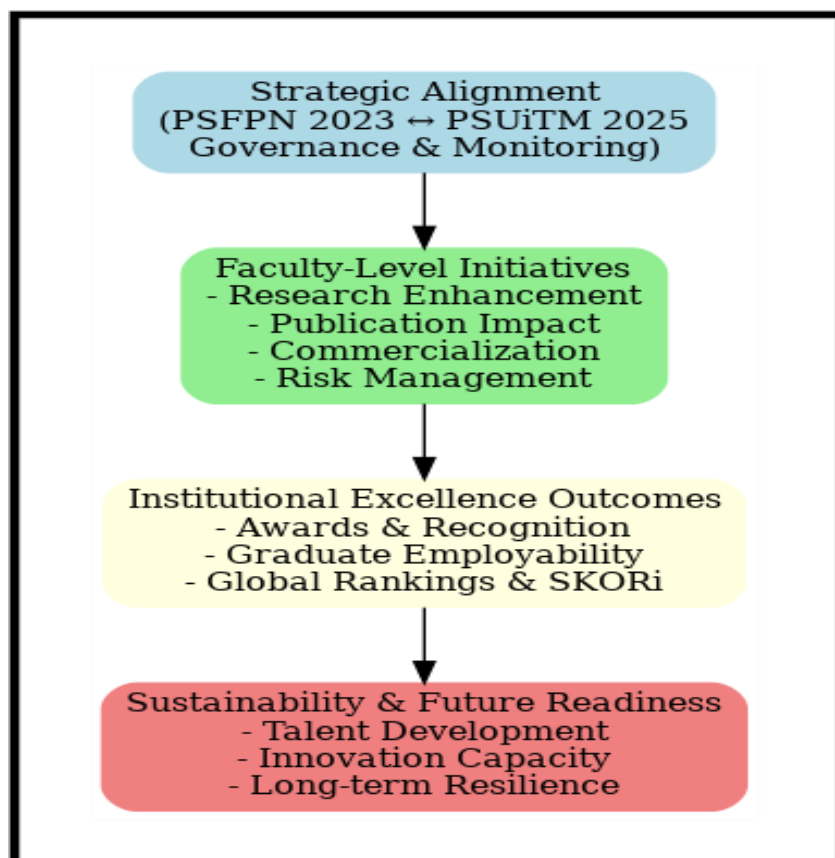 Strategic Alignment
(PSFPN 2023 ↔ PSUiTM 2025
Governance & Monitoring)
Faculty-Level Initiatives
- Research Enhancement
- Publication Impact
- Commercialization
- Risk Management
Institutional Excellence Outcomes
- Awards & Recognition
- Graduate Employability
- Global Rankings & SKORi
Sustainability & Future Readiness
- Talent Development
- Innovation Capacity
- Long-term Resilience